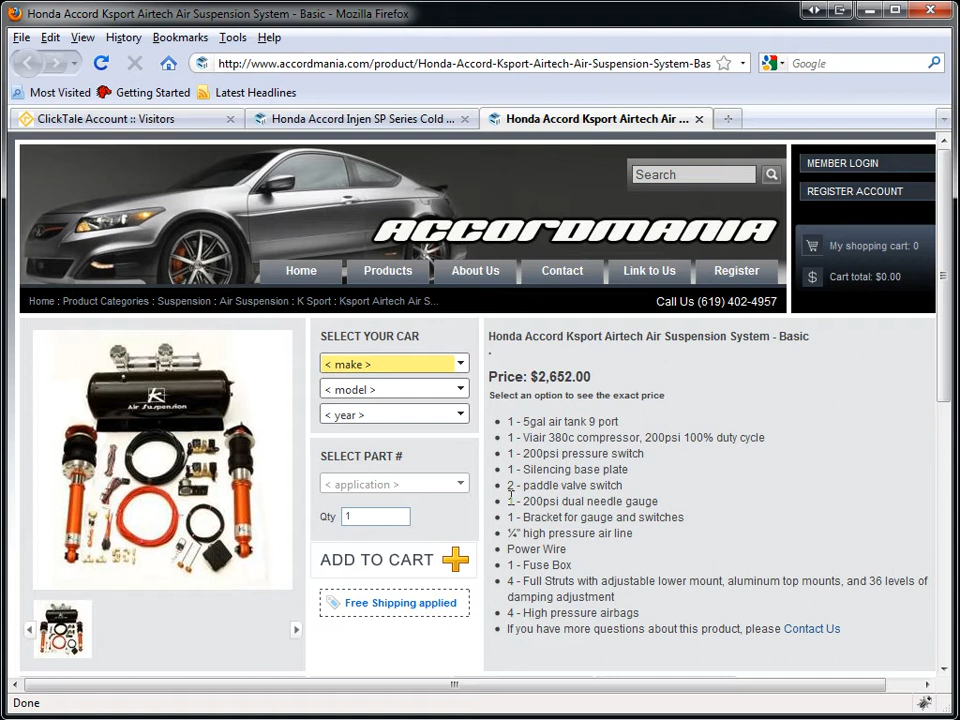 Honda Accord Ksport Airtech Air Suspension System - Basic - Mozilla Firefox
File Edit View History Bookmarks Tools Help
http://www.accordmania.com/product/Honda-Accord-Ksport-Airtech-Air-Suspension-System-Bas
Google
Most Visited Getting Started Latest Headlines
ClickTale Account :: Visitors
Honda Accord Injen SP Series Cold ...
Honda Accord Ksport Airtech Air ...
Search
MEMBER LOGIN
REGISTER ACCOUNT
ACCORDMANIA
My shopping cart: 0
Cart total: $0.00
Home Products About Us Contact Link to Us Register
Home : Product Categories : Suspension : Air Suspension : K Sport : Ksport Airtech Air S...
Call Us (619) 402-4957
Air Suspension
SELECT YOUR CAR
< make >
< model >
< year >
SELECT PART #
< application >
Qty 1
ADD TO CART
Free Shipping applied
Honda Accord Ksport Airtech Air Suspension System - Basic
.
Price: $2,652.00
Select an option to see the exact price
1 - 5gal air tank 9 port
1 - Viair 380c compressor, 200psi 100% duty cycle
1 - 200psi pressure switch
1 - Silencing base plate
2 - paddle valve switch
1 - 200psi dual needle gauge
1 - Bracket for gauge and switches
¼" high pressure air line
Power Wire
1 - Fuse Box
4 - Full Struts with adjustable lower mount, aluminum top mounts, and 36 levels of
damping adjustment
4 - High pressure airbags
If you have more questions about this product, please Contact Us
Done